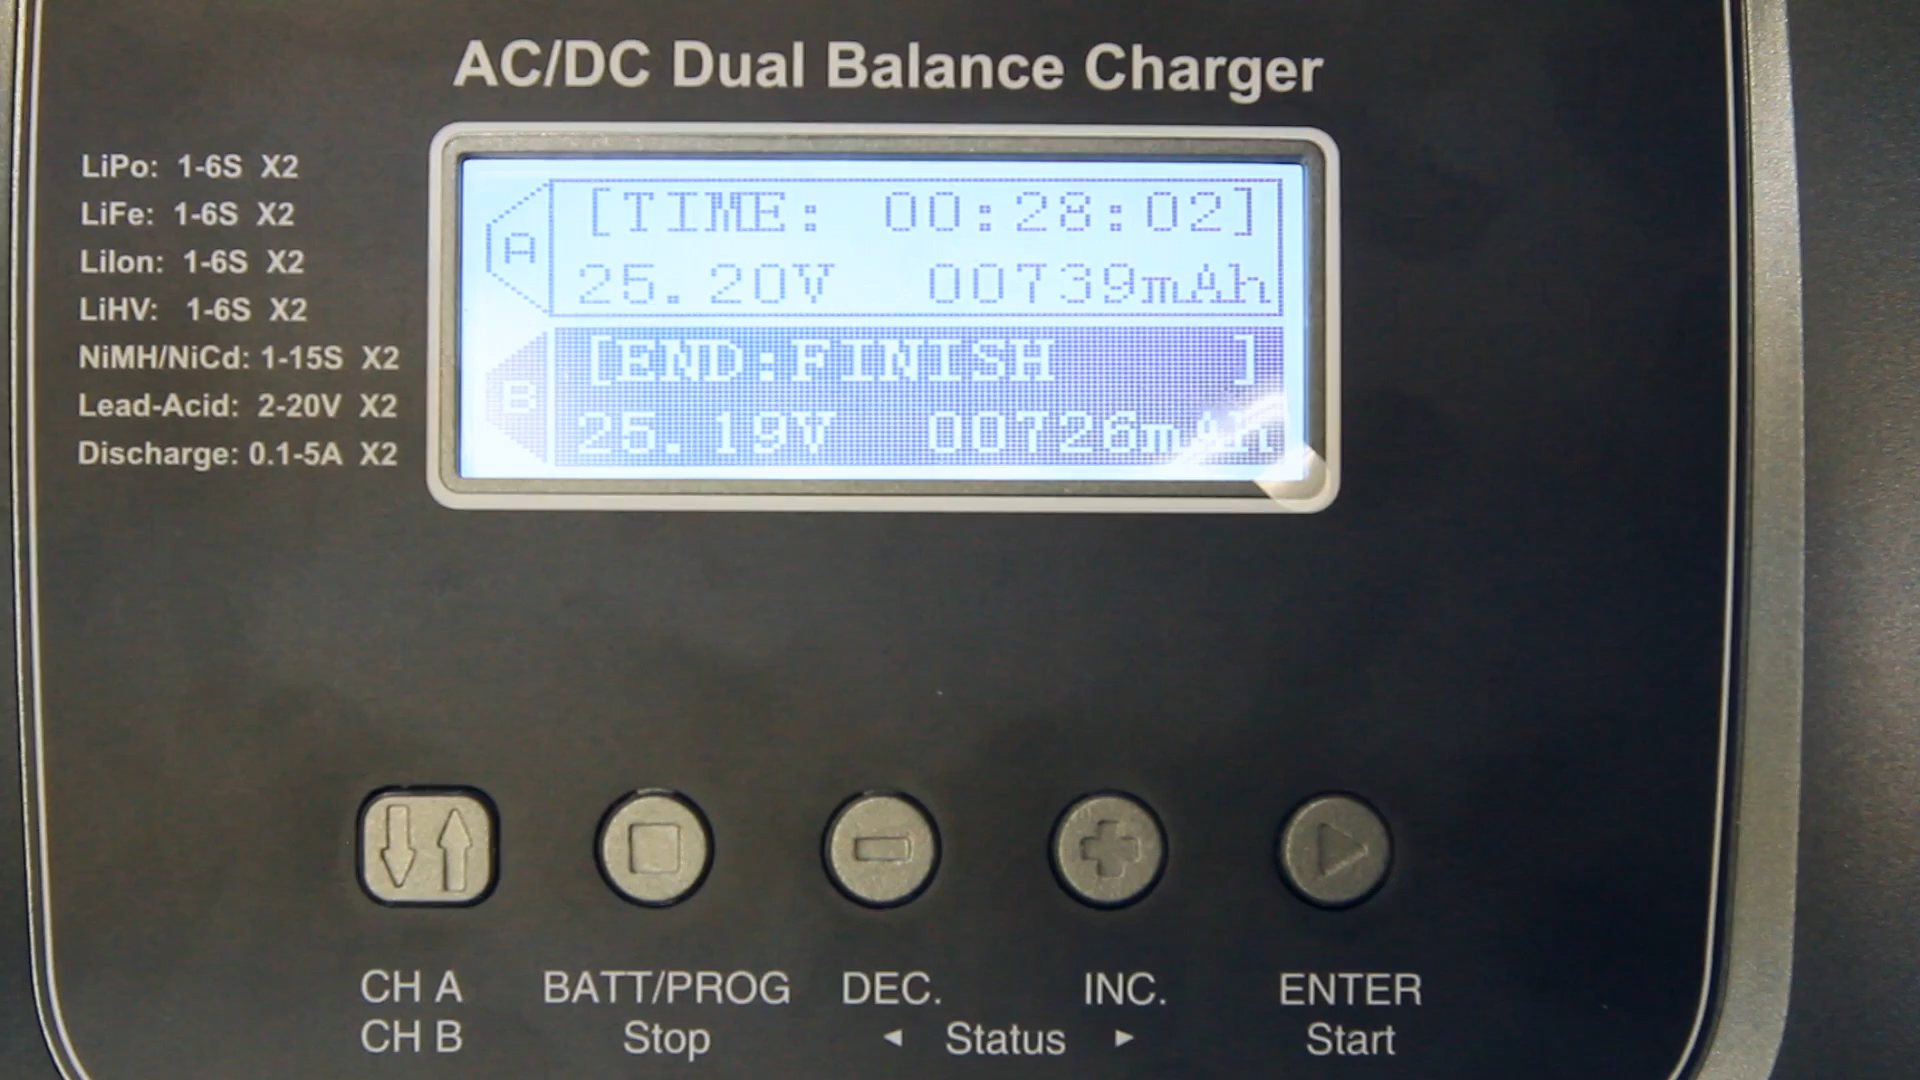 AC/DC Dual Balance Charger
LiPo: 1-6S X2
LiFe: 1-6S X2
LiIon: 1-6S X2
LiHV: 1-6S X2
NiMH/NiCd: 1-15S X2
Lead-Acid: 2-20V X2
Discharge: 0.1-5A X2
A
[TIME: 00:28:02]
25.20V 00739mAh
B
[END:FINISH ]
25.19V 00726mAh
CH A
CH B
BATT/PROG
Stop
DEC.
INC.
◄ Status ►
ENTER
Start